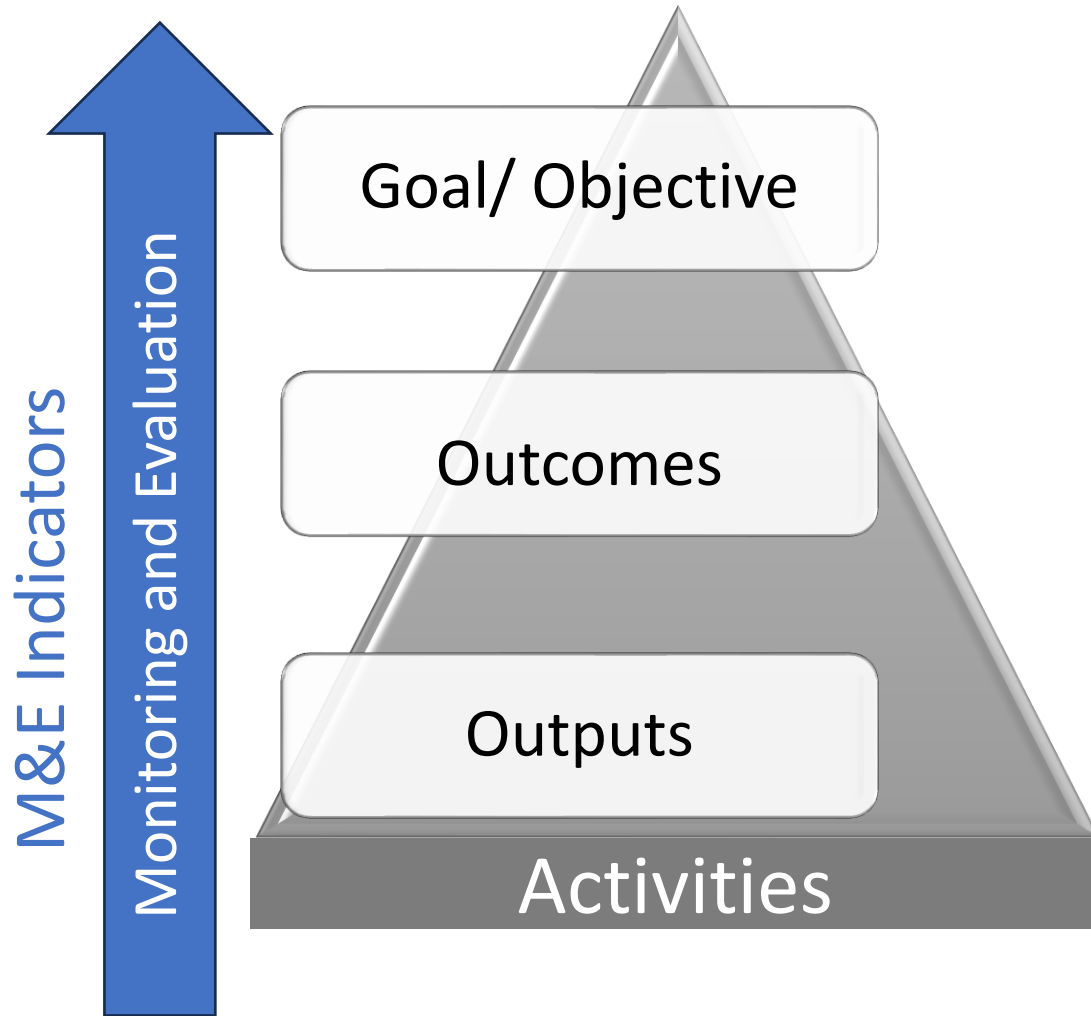 M&E Indicators
Monitoring and Evaluation
Goal/ Objective
Outcomes
Outputs
Activities